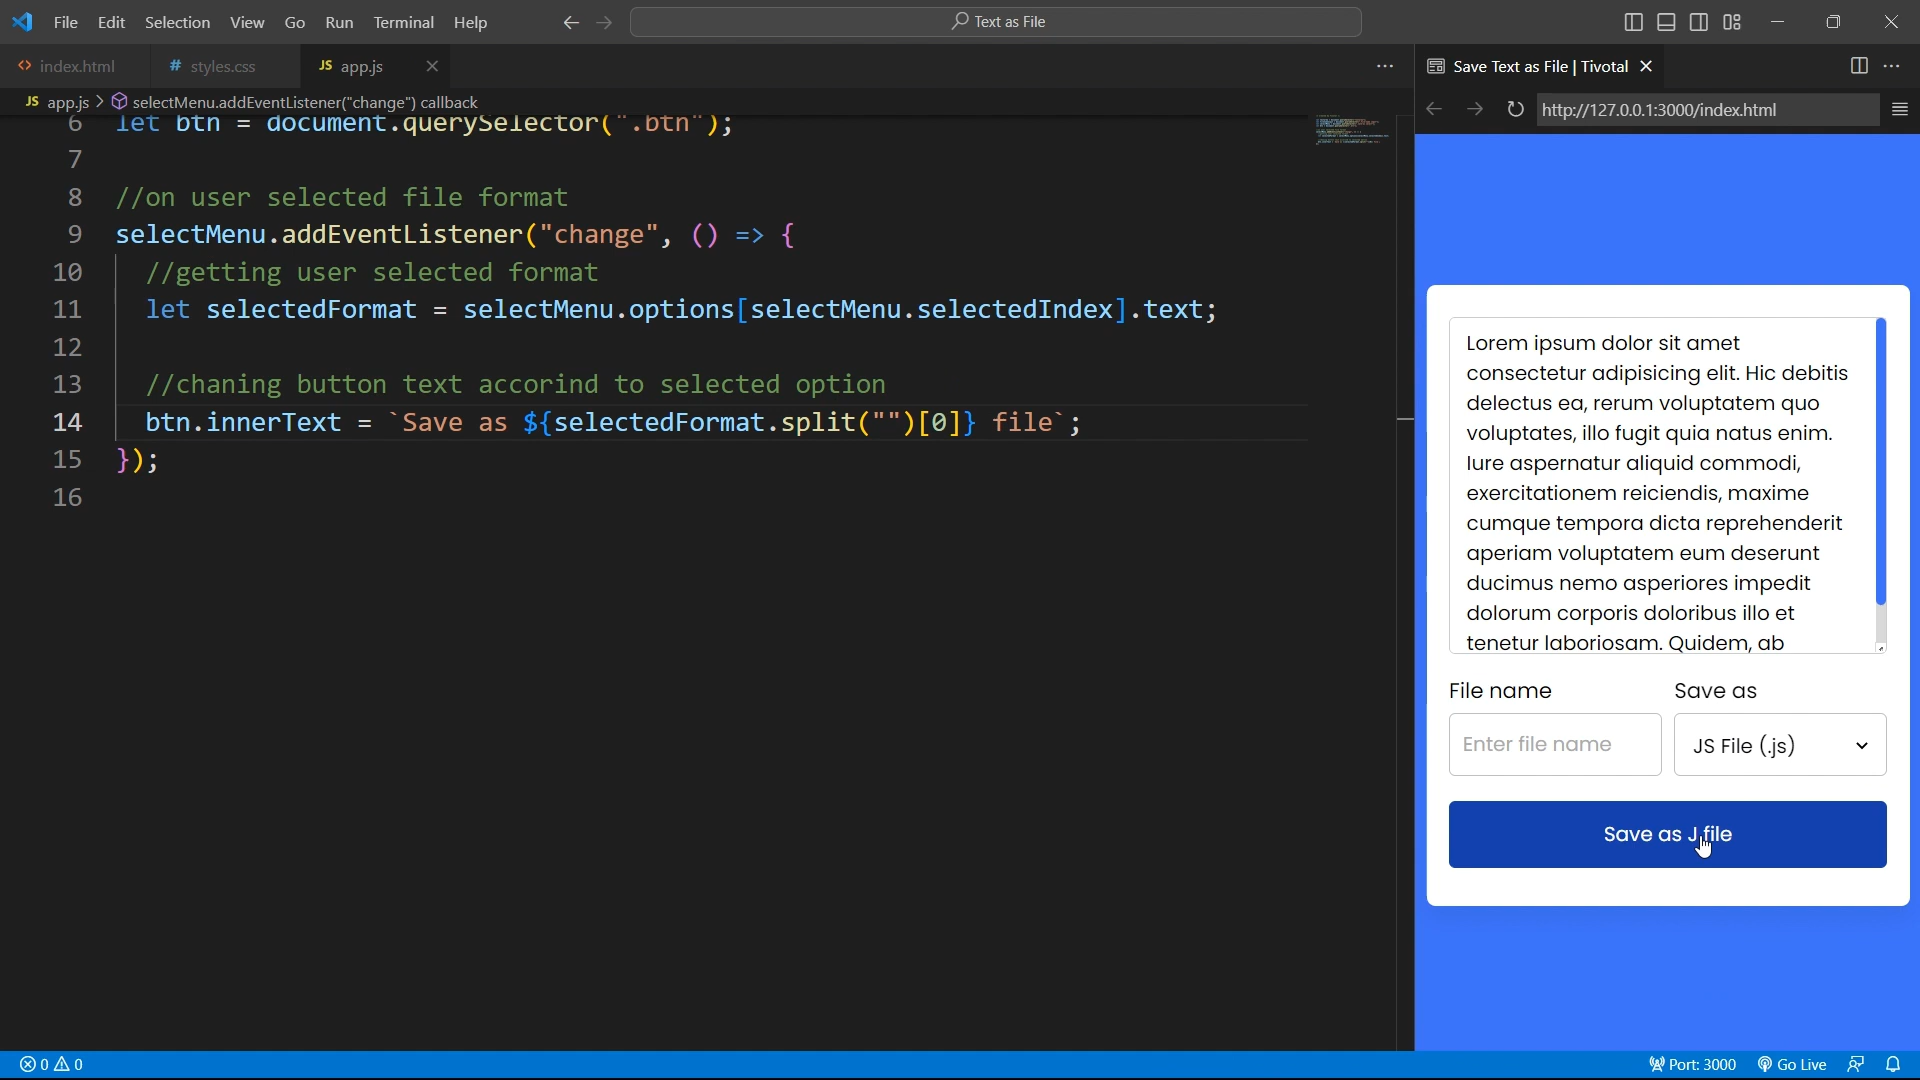 File Edit Selection View Go Run Terminal Help
Text as File
index.html
# styles.css
JS app.js
Save Text as File | Tivotal
JS app.js > selectMenu.addEventListener("change") callback
http://127.0.0.1:3000/index.html
6 let btn = document.querySelector(".btn");
7
8 //on user selected file format
9 selectMenu.addEventListener("change", () => {
10 //getting user selected format
11 let selectedFormat = selectMenu.options[selectMenu.selectedIndex].text;
12
13 //chaning button text accorind to selected option
14 btn.innerText = `Save as ${selectedFormat.split("")[0]} file`;
15 });
16
Lorem ipsum dolor sit amet
consectetur adipisicing elit. Hic debitis
delectus ea, rerum voluptatem quo
voluptates, illo fugit quia natus enim.
Iure aspernatur aliquid commodi,
exercitationem reiciendis, maxime
cumque tempora dicta reprehenderit
aperiam voluptatem eum deserunt
ducimus nemo asperiores impedit
dolorum corporis doloribus illo et
tenetur laboriosam. Quidem, ab
File name
Save as
Enter file name
JS File (.js)
Save as J file
0 0
Port: 3000
Go Live